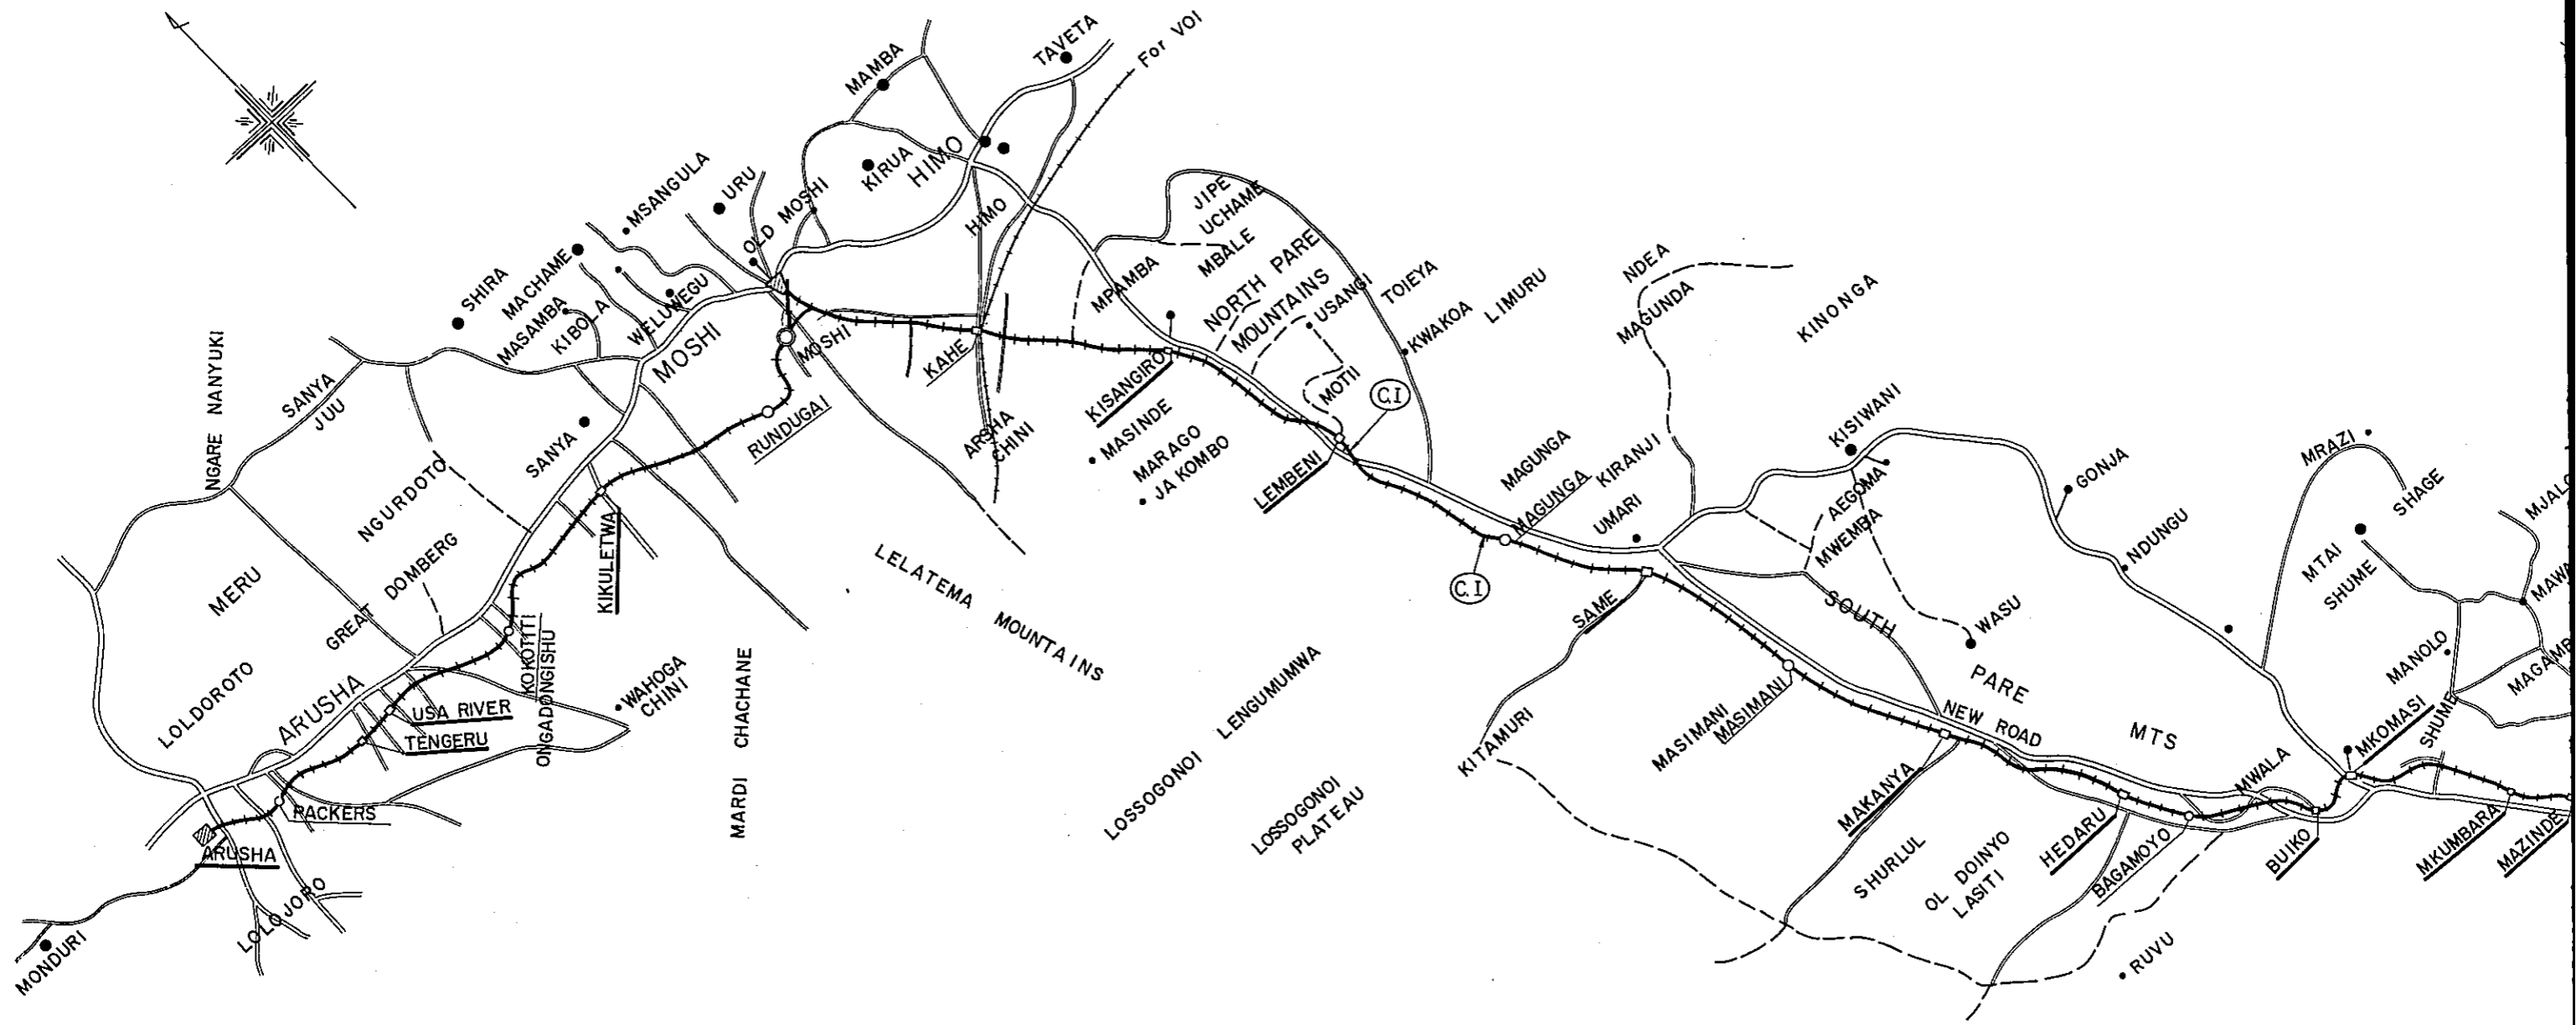 For VOI
TAVETA
MAMBA
KIRUA
HIMO
HIMO
MSANGULA
URU
OLD MOSHI
SHIRA
MACHAME
MASAMBA
KIBOLA
WELUWEGU
MOSHI
MOSHI
KAHE
RUNDUGAI
NGARE NANYUKI
SANYA
JUU
SANYA
NGURDOTO
DOMBERG
GREAT
MERU
LOLDOROTO
ARUSHA
KIKULETWA
KOKOTITI
ONGADONGISHU
USA RIVER
TENGERU
PACKERS
ARUSHA
LOLOJORO
MONDURI
WAHOGA
CHINI
MARDI CHACHANE
LELATEMA MOUNTAINS
ARSHA
CHINI
JIPE
UCHAME
MBALE
MPAMBA
NORTH PARE
MOUNTAINS
USANGI
TOIEYA
KWAKOA
LIMURU
MOTII
C.I
KISANGIRO
MASINDE
MARAGO
JA KOMBO
LEMBENI
NDEA
MAGUNDA
KINONGA
MAGUNGA
MAGUNGA
KIRANJI
UMARI
C.I
SAME
KISIWANI
AEGOMA
MWEMBA
GONJA
NDUNGU
SOUTH
PARE
MTS
WASU
NEW ROAD
MASIMANI
MASIMANI
KITAMURI
LOSSOGONOI LENGUMUMWA
LOSSOGONOI
PLATEAU
MAKANYA
SHURLUL
OL DOINYO
LASITI
HEDARU
BAGAMOYO
RUVU
MWALA
BUIKO
MKOMASI
MRAZI
SHAGE
MTAI
SHUME
MJALO
MANOLO
SHUME
MKUMBARA
MAZINDE